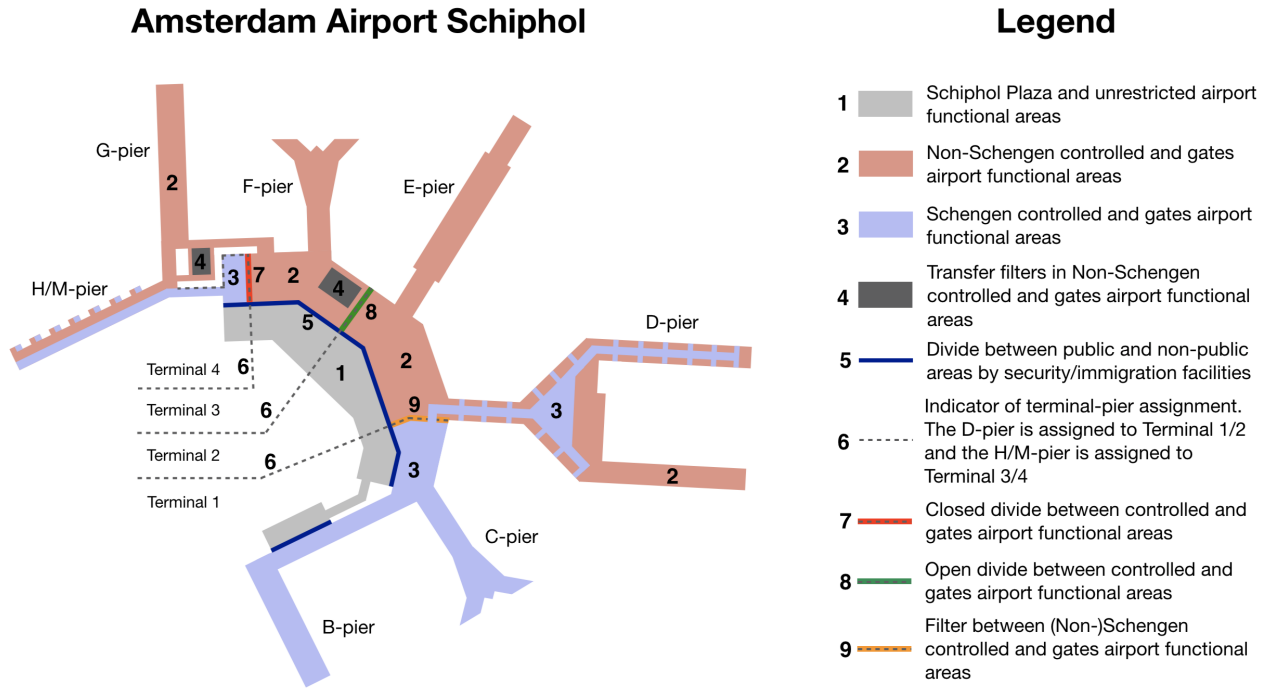 Amsterdam Airport Schiphol
G-pier
F-pier
E-pier
2
4
3
7
2
4
8
H/M-pier
5
D-pier
6
1
2
Terminal 4
Terminal 3
6
9
3
Terminal 2
6
3
2
Terminal 1
C-pier
B-pier
Legend
1 Schiphol Plaza and unrestricted airport
functional areas
2 Non-Schengen controlled and gates
airport functional areas
3 Schengen controlled and gates airport
functional areas
4 Transfer filters in Non-Schengen
controlled and gates airport functional
areas
5 Divide between public and non-public
areas by security/immigration facilities
6 Indicator of terminal-pier assignment.
The D-pier is assigned to Terminal 1/2
and the H/M-pier is assigned to
Terminal 3/4
7 Closed divide between controlled and
gates airport functional areas
8 Open divide between controlled and
gates airport functional areas
9 Filter between (Non-)Schengen
controlled and gates airport functional
areas